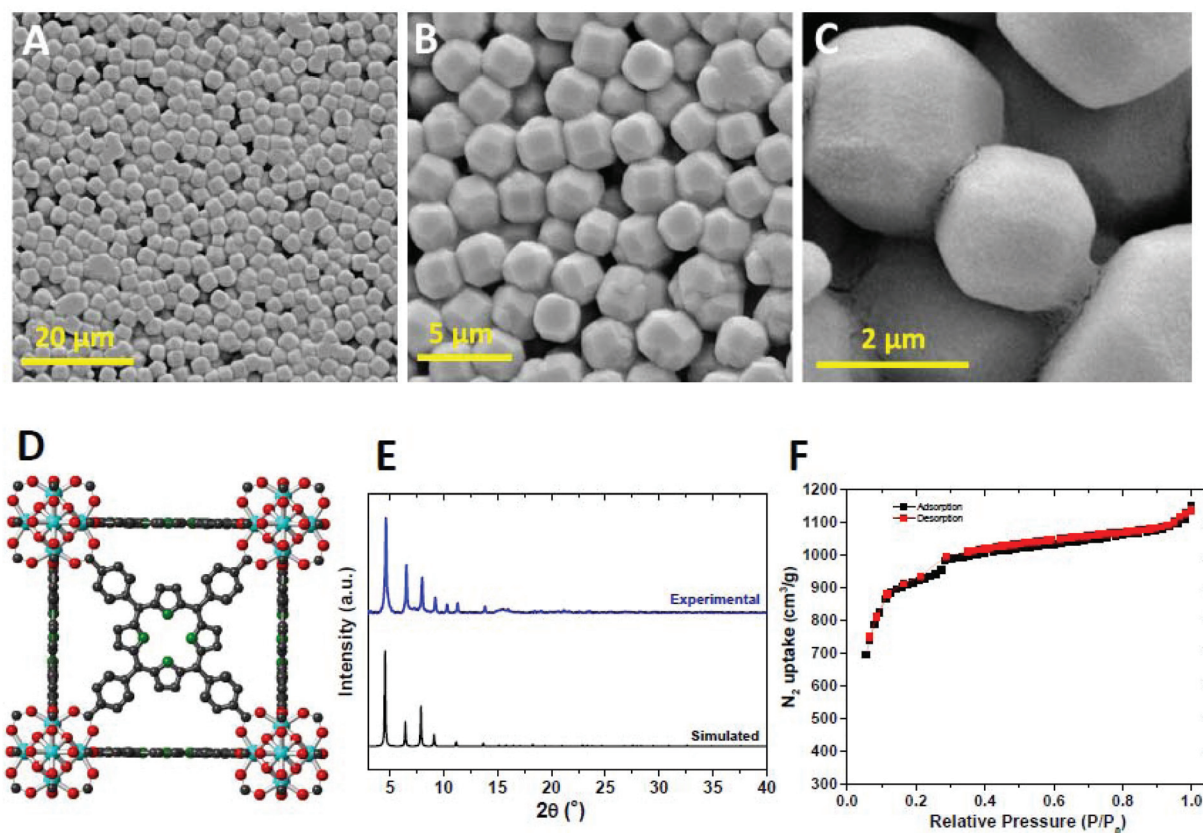 A
20 µm
B
5 µm
C
2 µm
D
E
Intensity (a.u.)
Experimental
Simulated
5 10 15 20 25 30 35 40
2θ (°)
F
N₂ uptake (cm³/g)
1200
1100
1000
900
800
700
600
500
400
300
Adsorption
Desorption
0.0 0.2 0.4 0.6 0.8 1.0
Relative Pressure (P/P₀)